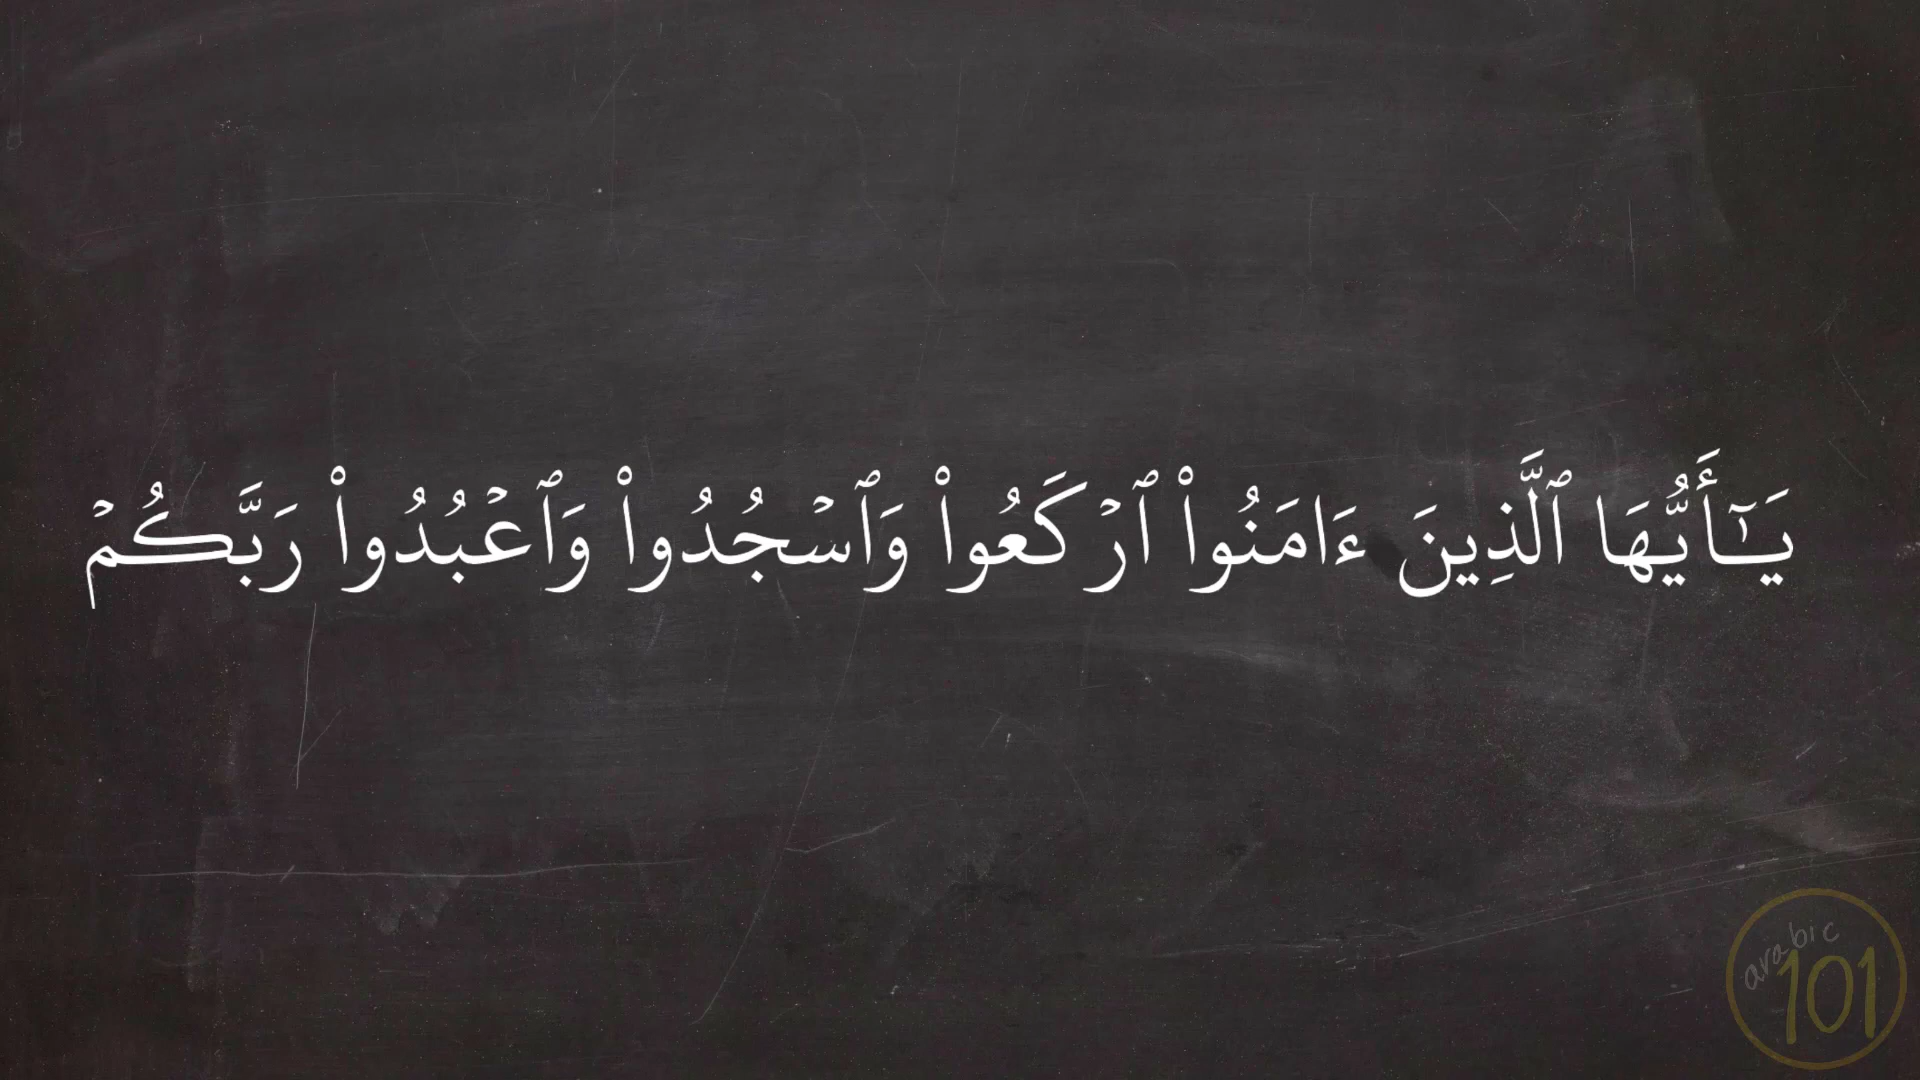 يَـٰٓأَيُّهَا ٱلَّذِينَ ءَامَنُوا۟ ٱرْكَعُوا۟ وَٱسْجُدُوا۟ وَٱعْبُدُوا۟ رَبَّكُمْ
arabic
101